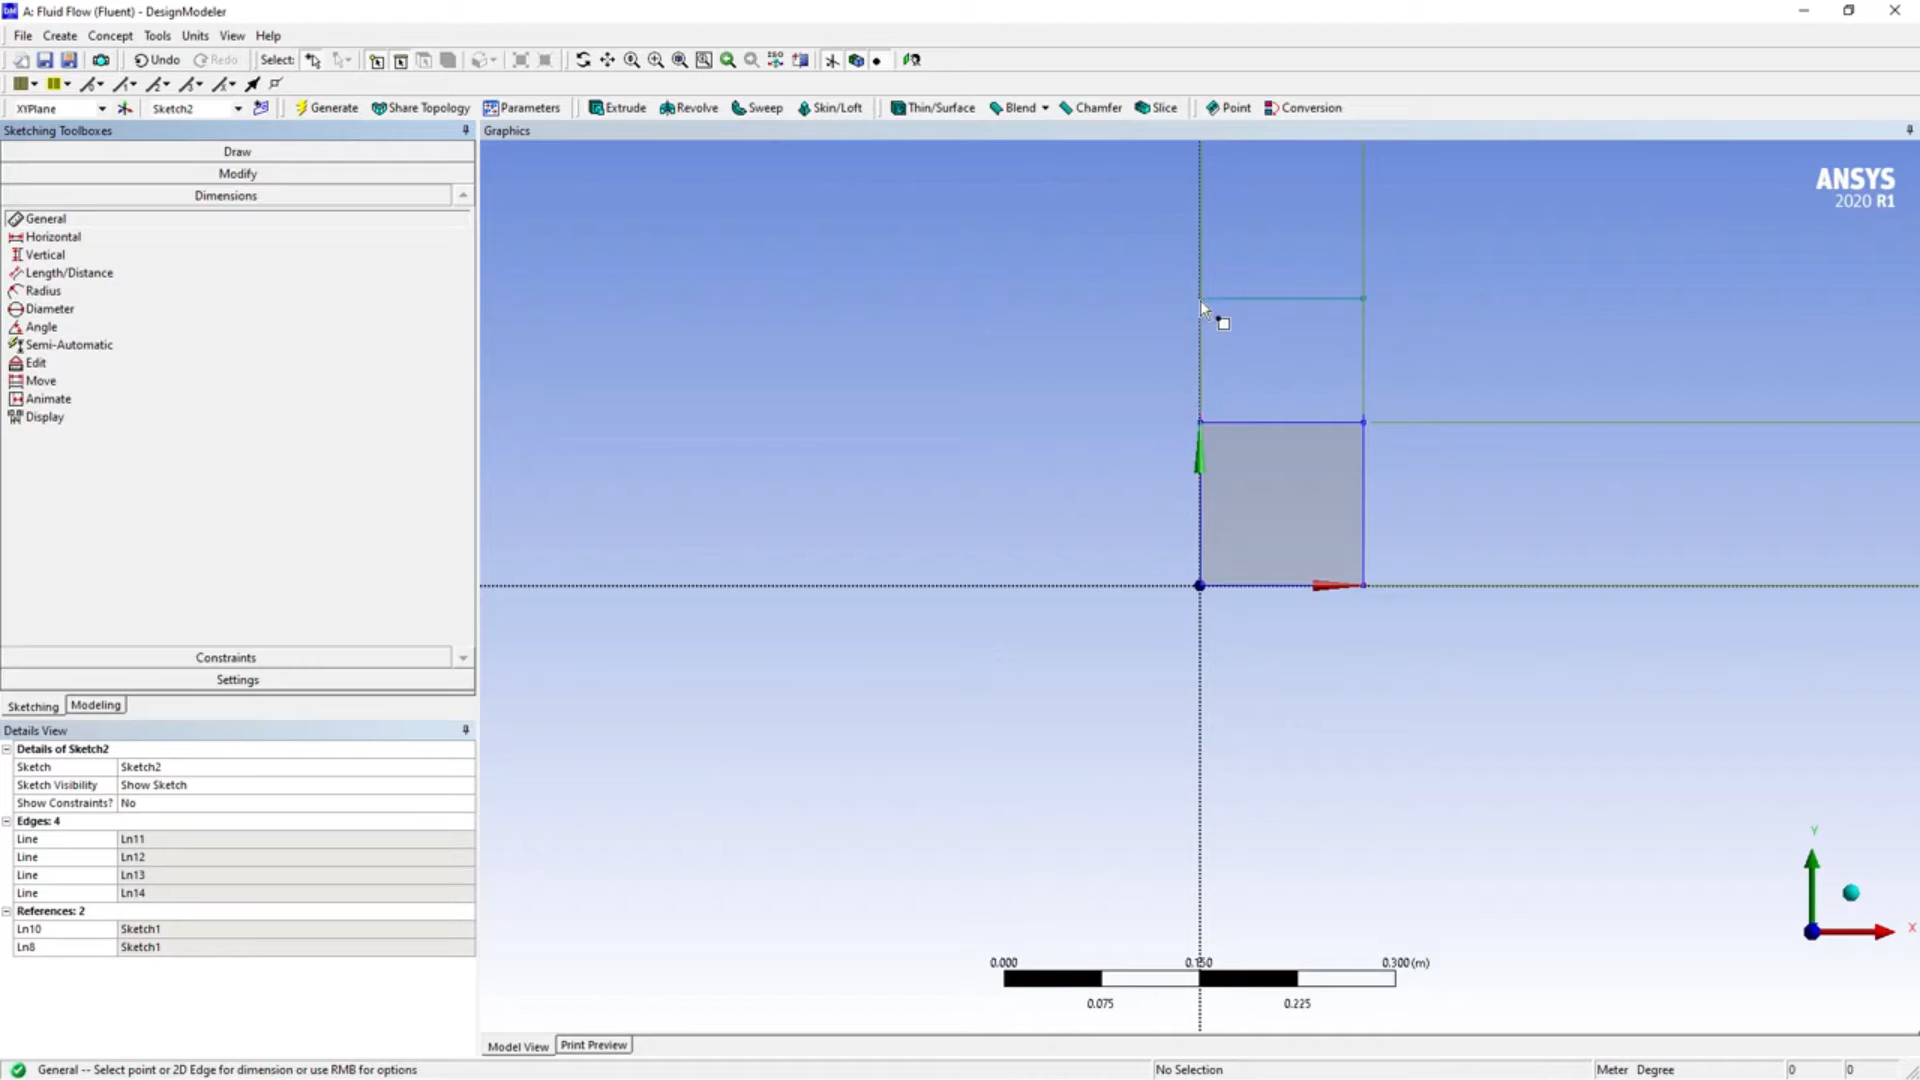 A: Fluid Flow (Fluent) - DesignModeler
File Create Concept Tools Units View Help
Undo Redo Select:
XYPlane Sketch2 Generate Share Topology Parameters Extrude Revolve Sweep Skin/Loft Thin/Surface Blend Chamfer Slice Point Conversion
Sketching Toolboxes
Draw
Modify
Dimensions
General
Horizontal
Vertical
Length/Distance
Radius
Diameter
Angle
Semi-Automatic
Edit
Move
Animate
Display
Constraints
Settings
Sketching Modeling
Details View
Details of Sketch2
Sketch Sketch2
Sketch Visibility Show Sketch
Show Constraints? No
Edges: 4
Line Ln11
Line Ln12
Line Ln13
Line Ln14
References: 2
Ln10 Sketch1
Ln8 Sketch1
Graphics
ANSYS
2020 R1
Y
X
0.000 0.150 0.300 (m)
0.075 0.225
Model View Print Preview
General -- Select point or 2D Edge for dimension or use RMB for options No Selection Meter Degree 0 0